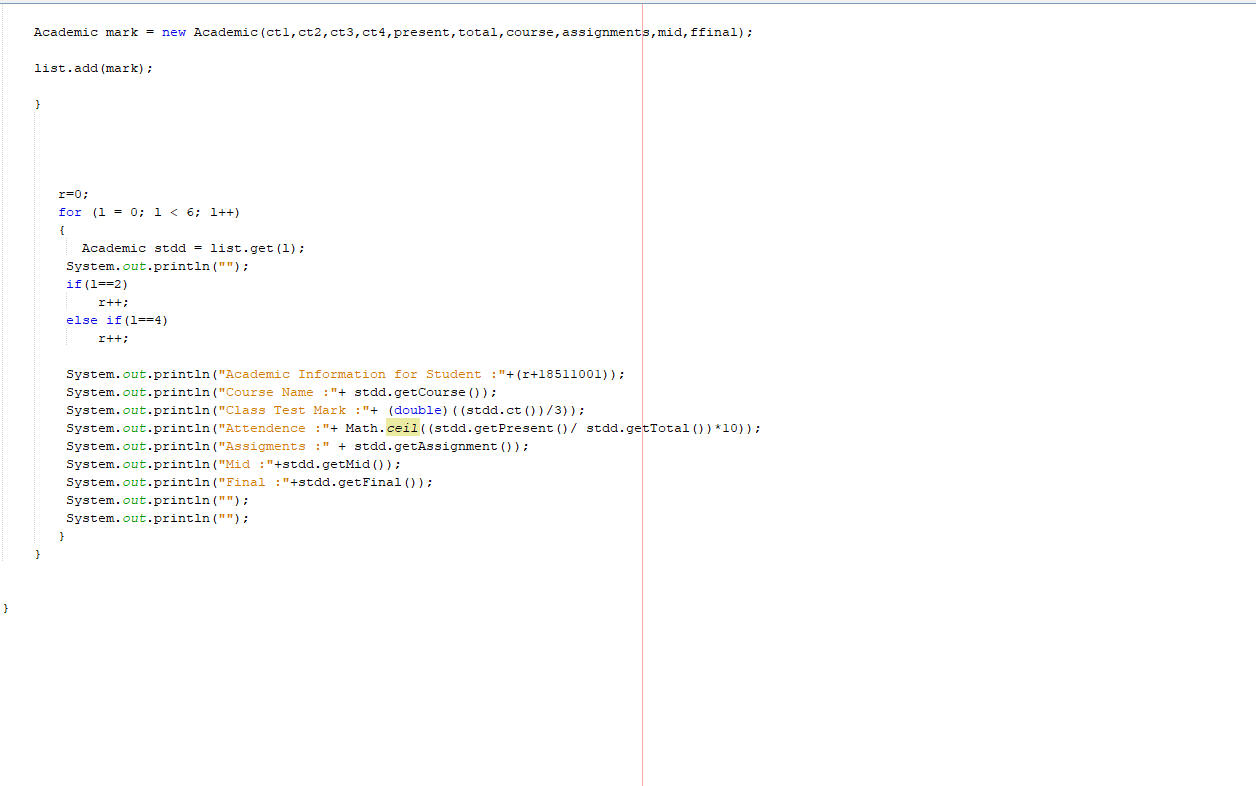 Academic mark = new Academic(ct1,ct2,ct3,ct4,present,total,course,assignments,mid,ffinal);
list.add(mark);
}
r=0;
for (l = 0; l < 6; l++)
{
Academic stdd = list.get(l);
System.out.println("");
if(l==2)
r++;
else if(l==4)
r++;
System.out.println("Academic Information for Student :"+(r+18511001));
System.out.println("Course Name :"+ stdd.getCourse());
System.out.println("Class Test Mark :"+ (double)((stdd.ct())/3));
System.out.println("Attendence :"+ Math.ceil((stdd.getPresent()/ stdd.getTotal())*10));
System.out.println("Assigments :" + stdd.getAssignment());
System.out.println("Mid :"+stdd.getMid());
System.out.println("Final :"+stdd.getFinal());
System.out.println("");
System.out.println("");
}
}
}